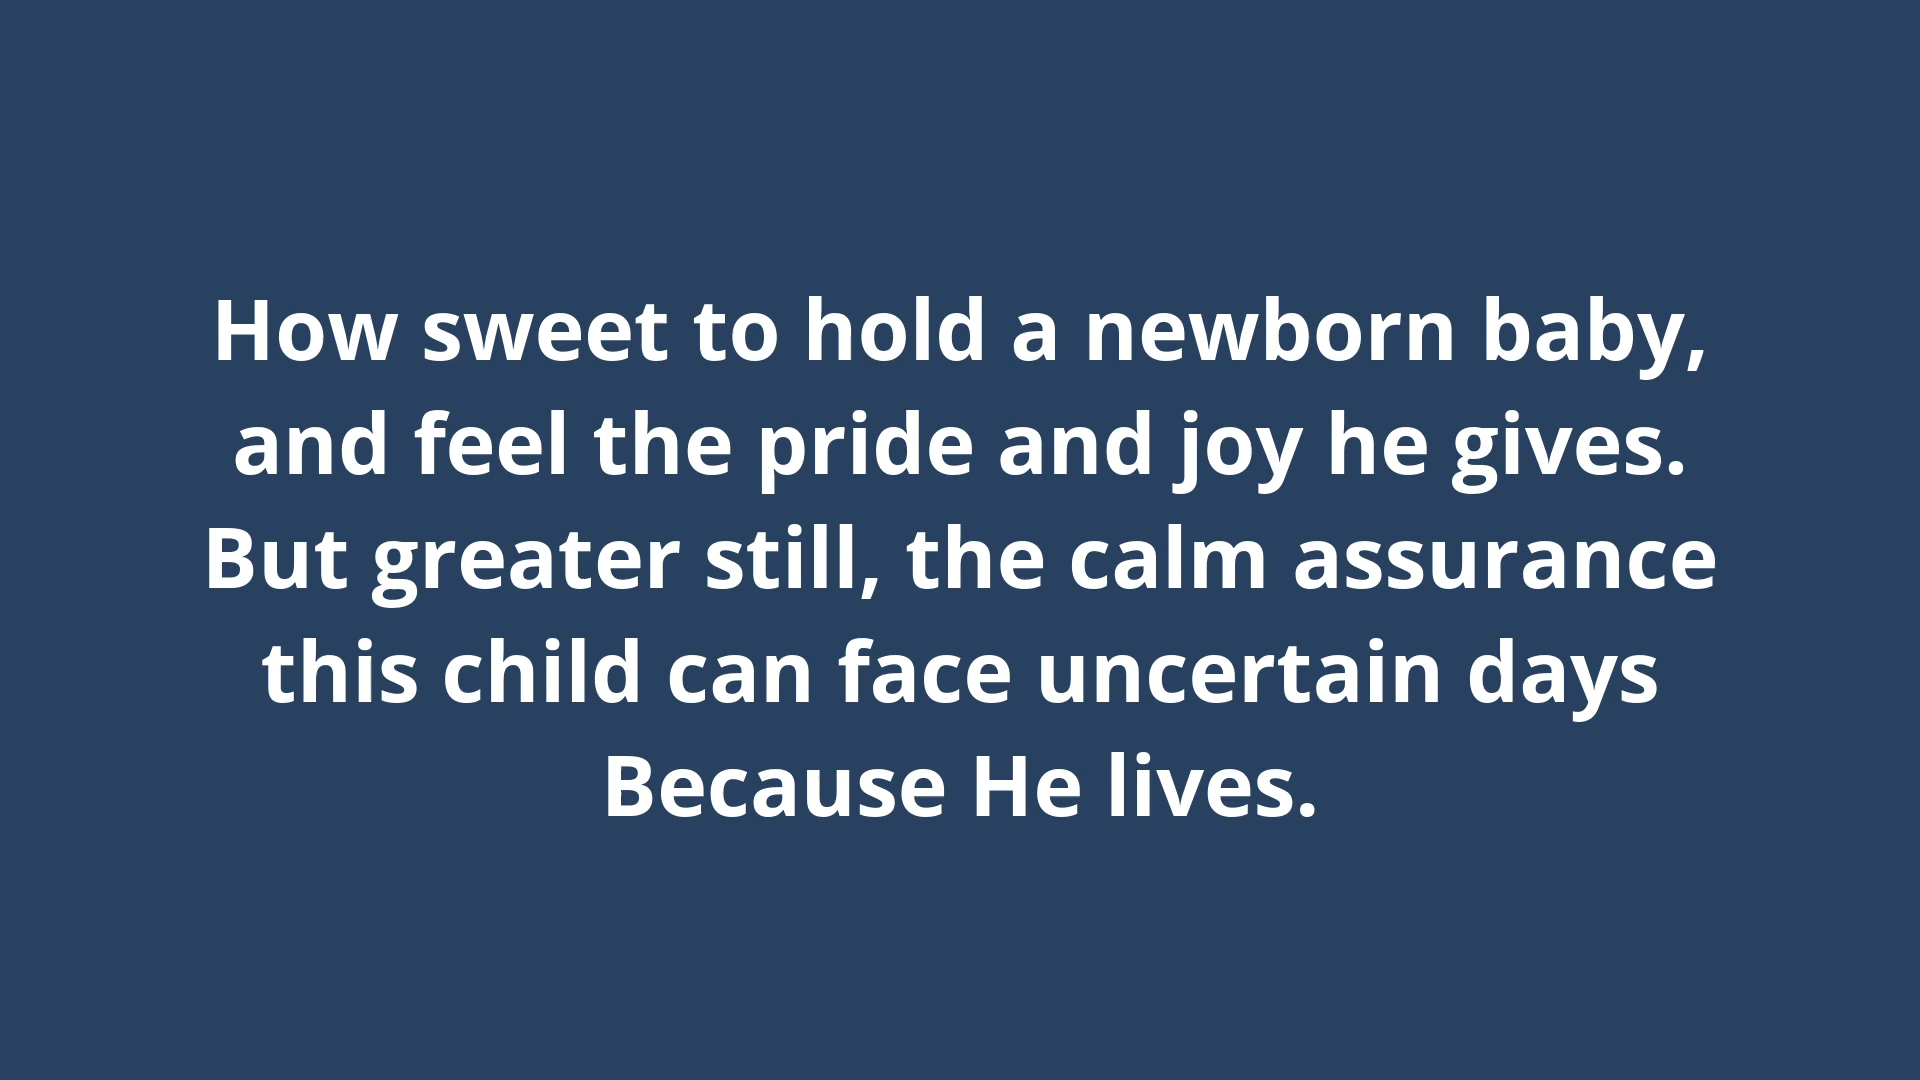 How sweet to hold a newborn baby,
and feel the pride and joy he gives.
But greater still, the calm assurance
this child can face uncertain days
Because He lives.